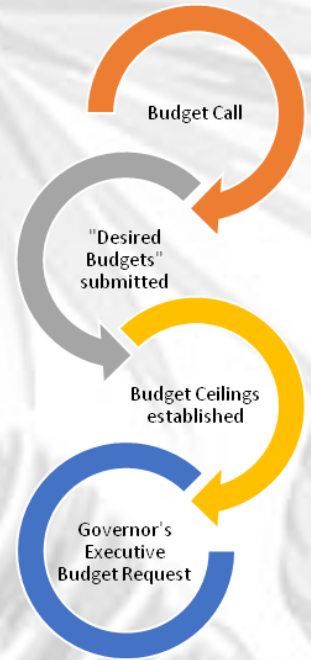 Budget Call
"Desired
Budgets"
submitted
Budget Ceilings
established
Governor's
Executive
Budget Request